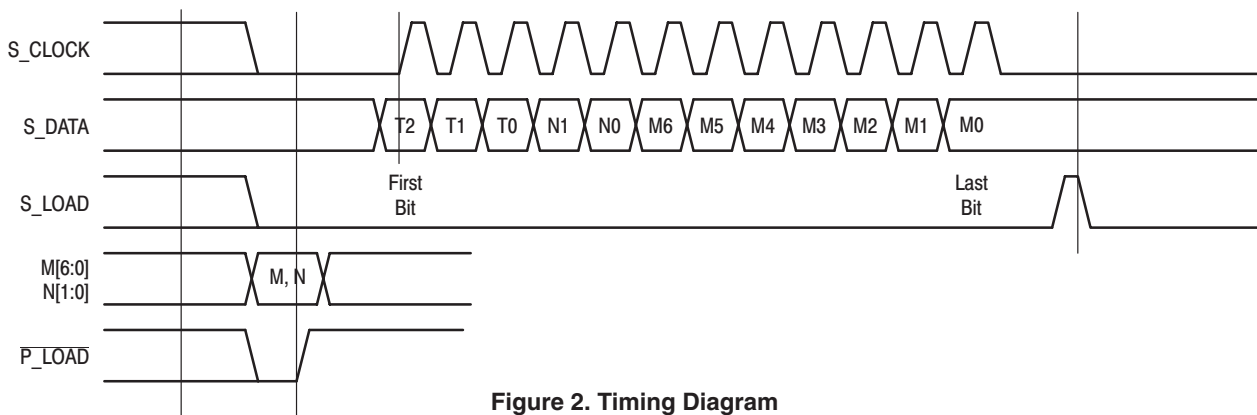 S_CLOCK
S_DATA
T2 T1 T0 N1 N0 M6 M5 M4 M3 M2 M1 M0
S_LOAD
First
Bit
Last
Bit
M[6:0]
N[1:0]
M, N
P_LOAD
Figure 2. Timing Diagram